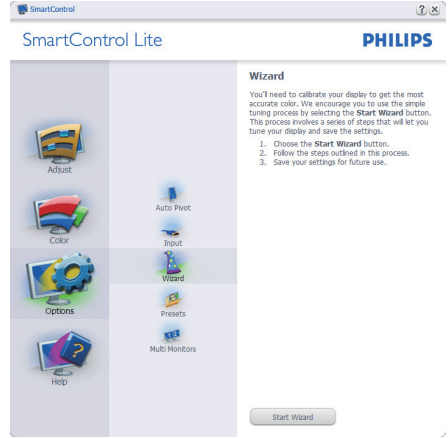 SmartControl
SmartControl Lite
PHILIPS
Adjust
Color
Options
Help
Auto Pivot
Input
Wizard
Presets
Multi Monitors
Wizard
You'll need to calibrate your display to get the most
accurate color. We encourage you to use the simple
tuning process by selecting the Start Wizard button.
This process involves a series of steps that will let you
tune your display and save the settings.
1. Choose the Start Wizard button.
2. Follow the steps outlined in this process.
3. Save your settings for future use.
Start Wizard